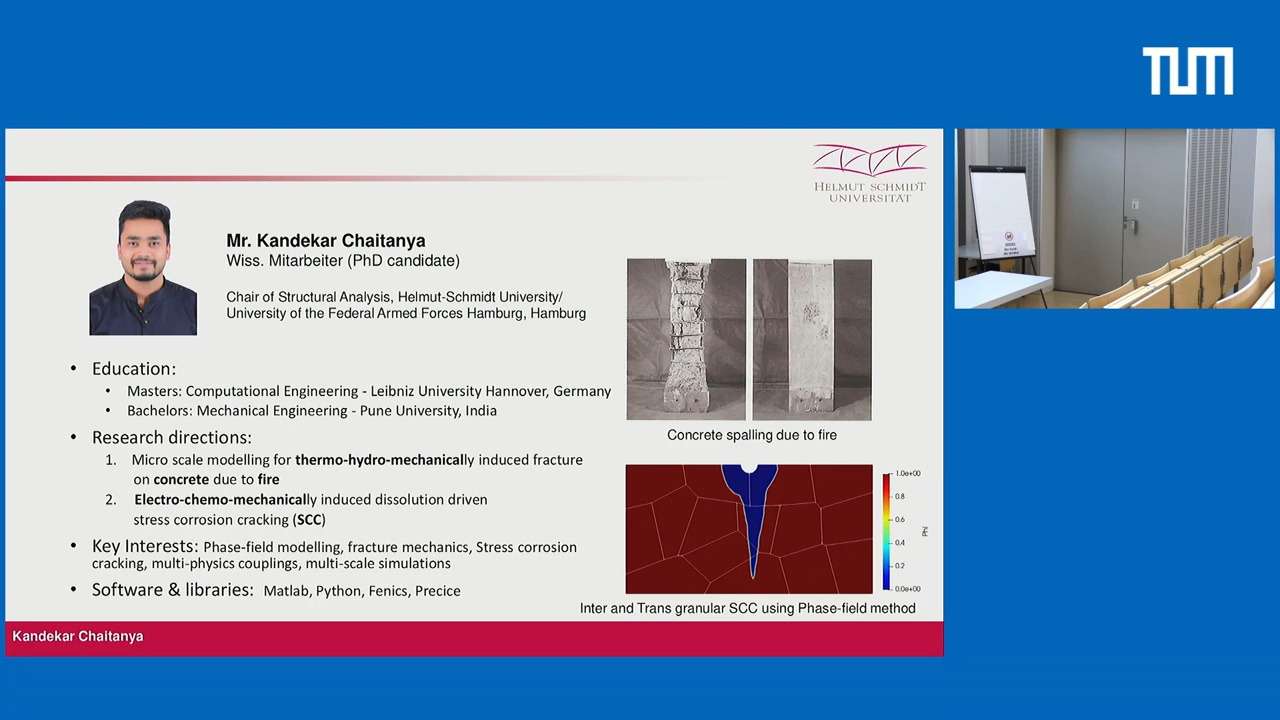 TUM
HELMUT SCHMIDT
UNIVERSITÄT
Mr. Kandekar Chaitanya
Wiss. Mitarbeiter (PhD candidate)
Chair of Structural Analysis, Helmut-Schmidt University/
University of the Federal Armed Forces Hamburg, Hamburg
• Education:
• Masters: Computational Engineering - Leibniz University Hannover, Germany
• Bachelors: Mechanical Engineering - Pune University, India
• Research directions:
1. Micro scale modelling for thermo-hydro-mechanically induced fracture
on concrete due to fire
2. Electro-chemo-mechanically induced dissolution driven
stress corrosion cracking (SCC)
• Key Interests: Phase-field modelling, fracture mechanics, Stress corrosion
cracking, multi-physics couplings, multi-scale simulations
• Software & libraries: Matlab, Python, Fenics, Precice
Concrete spalling due to fire
1.0e+00
0.8
0.6
0.4
0.2
0.0e+00
Phi
Inter and Trans granular SCC using Phase-field method
Kandekar Chaitanya